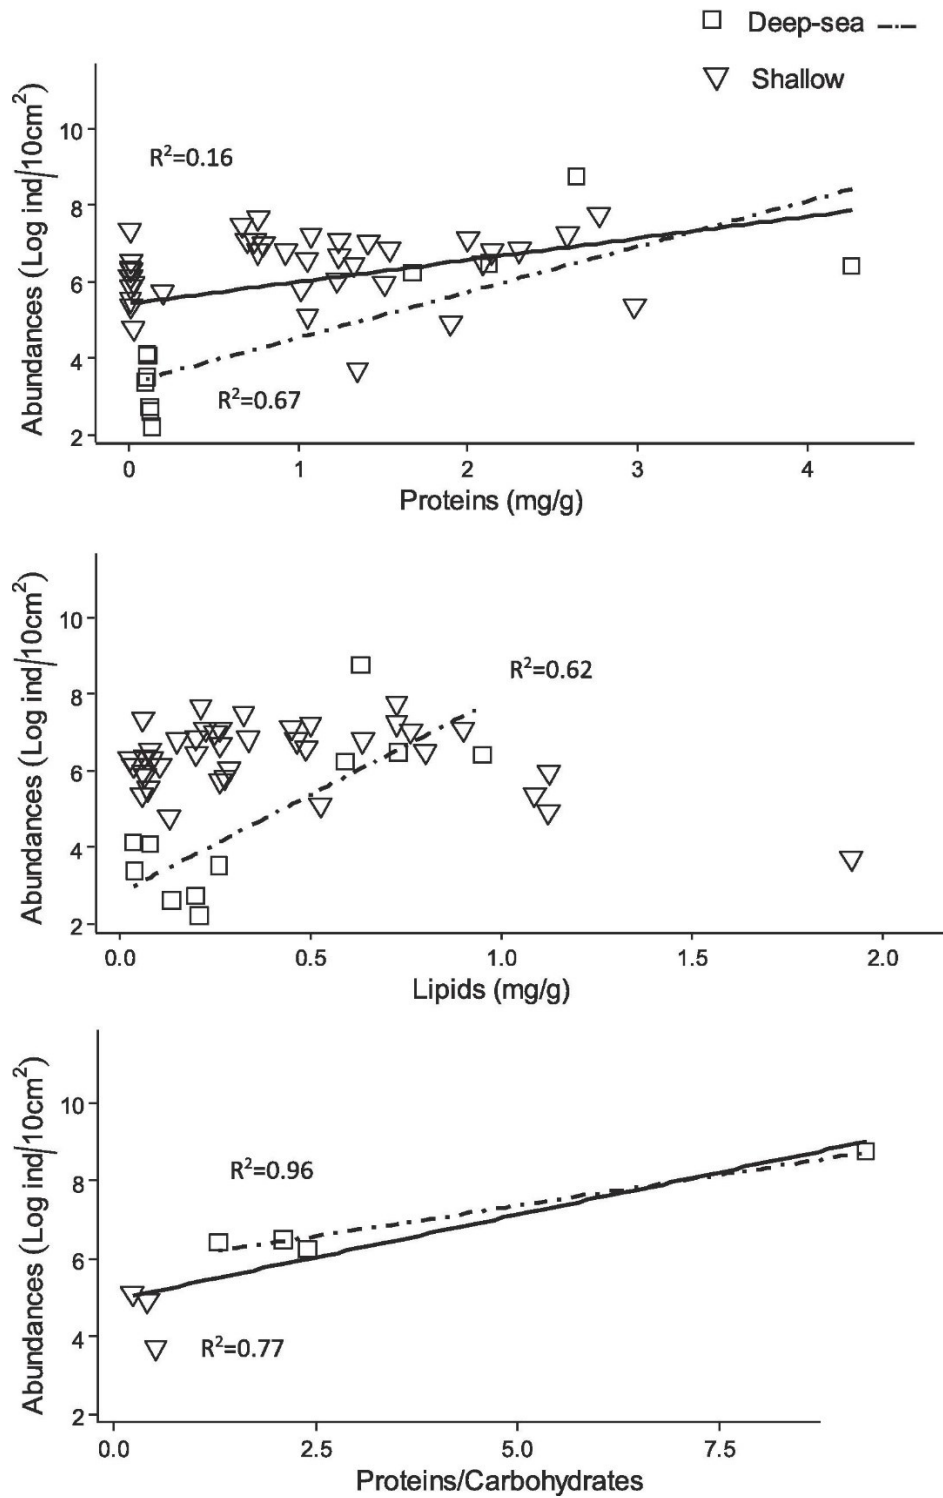 Deep-sea
Shallow
Abundances (Log ind/10cm²)
10
8
6
4
2
R²=0.16
R²=0.67
0 1 2 3 4
Proteins (mg/g)
Abundances (Log ind/10cm²)
10
8
6
4
2
R²=0.62
0.0 0.5 1.0 1.5 2.0
Lipids (mg/g)
Abundances (Log ind/10cm²)
10
8
6
4
2
R²=0.96
R²=0.77
0.0 2.5 5.0 7.5
Proteins/Carbohydrates